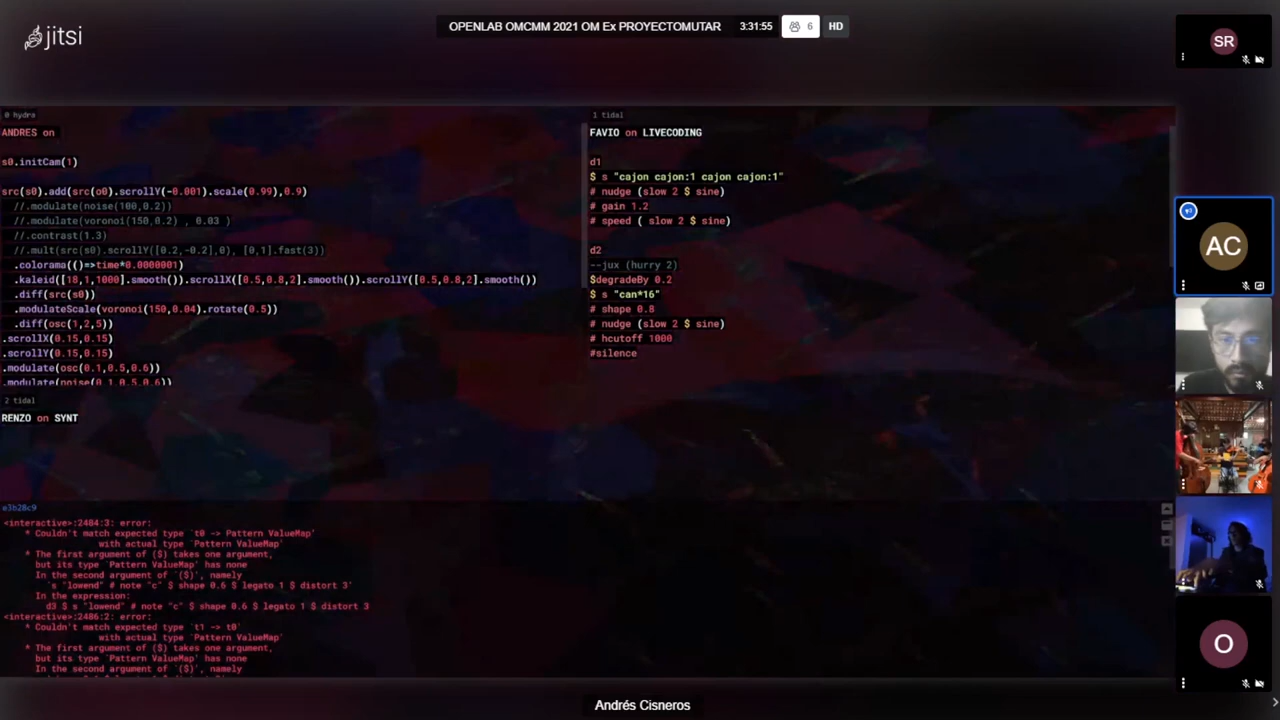 jitsi
OPENLAB OMCMM 2021 OM Ex PROYECTOMUTAR
3:31:55
6
HD
SR
0 hydra
ANDRES on
s0.initCam(1)
src(s0).add(src(o0).scrollY(-0.001).scale(0.99),0.9)
//.modulate(noise(100,0.2))
//.modulate(voronoi(150,0.2) , 0.03 )
//.contrast(1.3)
//.mult(src(s0).scrollY([0.2,-0.2],0), [0,1].fast(3))
.colorama(()=>time*0.0000001)
.kaleid([18,1,1000].smooth()).scrollX([0.5,0.8,2].smooth()).scrollY([0.5,0.8,2].smooth())
.diff(src(s0))
.modulateScale(voronoi(150,0.04).rotate(0.5))
.diff(osc(1,2,5))
.scrollX(0.15,0.15)
.scrollY(0.15,0.15)
.modulate(osc(0.1,0.5,0.6))
.modulate(noise(0.1,0.5,0.6))
1 tidal
FAVIO on LIVECODING
d1
$ s "cajon cajon:1 cajon cajon:1"
# nudge (slow 2 $ sine)
# gain 1.2
# speed ( slow 2 $ sine)
d2
--jux (hurry 2)
$degradeBy 0.2
$ s "can*16"
# shape 0.8
# nudge (slow 2 $ sine)
# hcutoff 1000
#silence
AC
2 tidal
RENZO on SYNT
e3b28c9
<interactive>:2484:3: error:
* Couldn't match expected type `t0 -> Pattern ValueMap'
with actual type `Pattern ValueMap'
* The first argument of ($) takes one argument,
but its type `Pattern ValueMap' has none
In the second argument of `($)', namely
`s "lowend" # note "c" $ shape 0.6 $ legato 1 $ distort 3'
In the expression:
d3 $ s "lowend" # note "c" $ shape 0.6 $ legato 1 $ distort 3
<interactive>:2486:2: error:
* Couldn't match expected type `t1 -> t0'
with actual type `Pattern ValueMap'
* The first argument of ($) takes one argument,
but its type `Pattern ValueMap' has none
In the second argument of `($)', namely
O
Andrés Cisneros